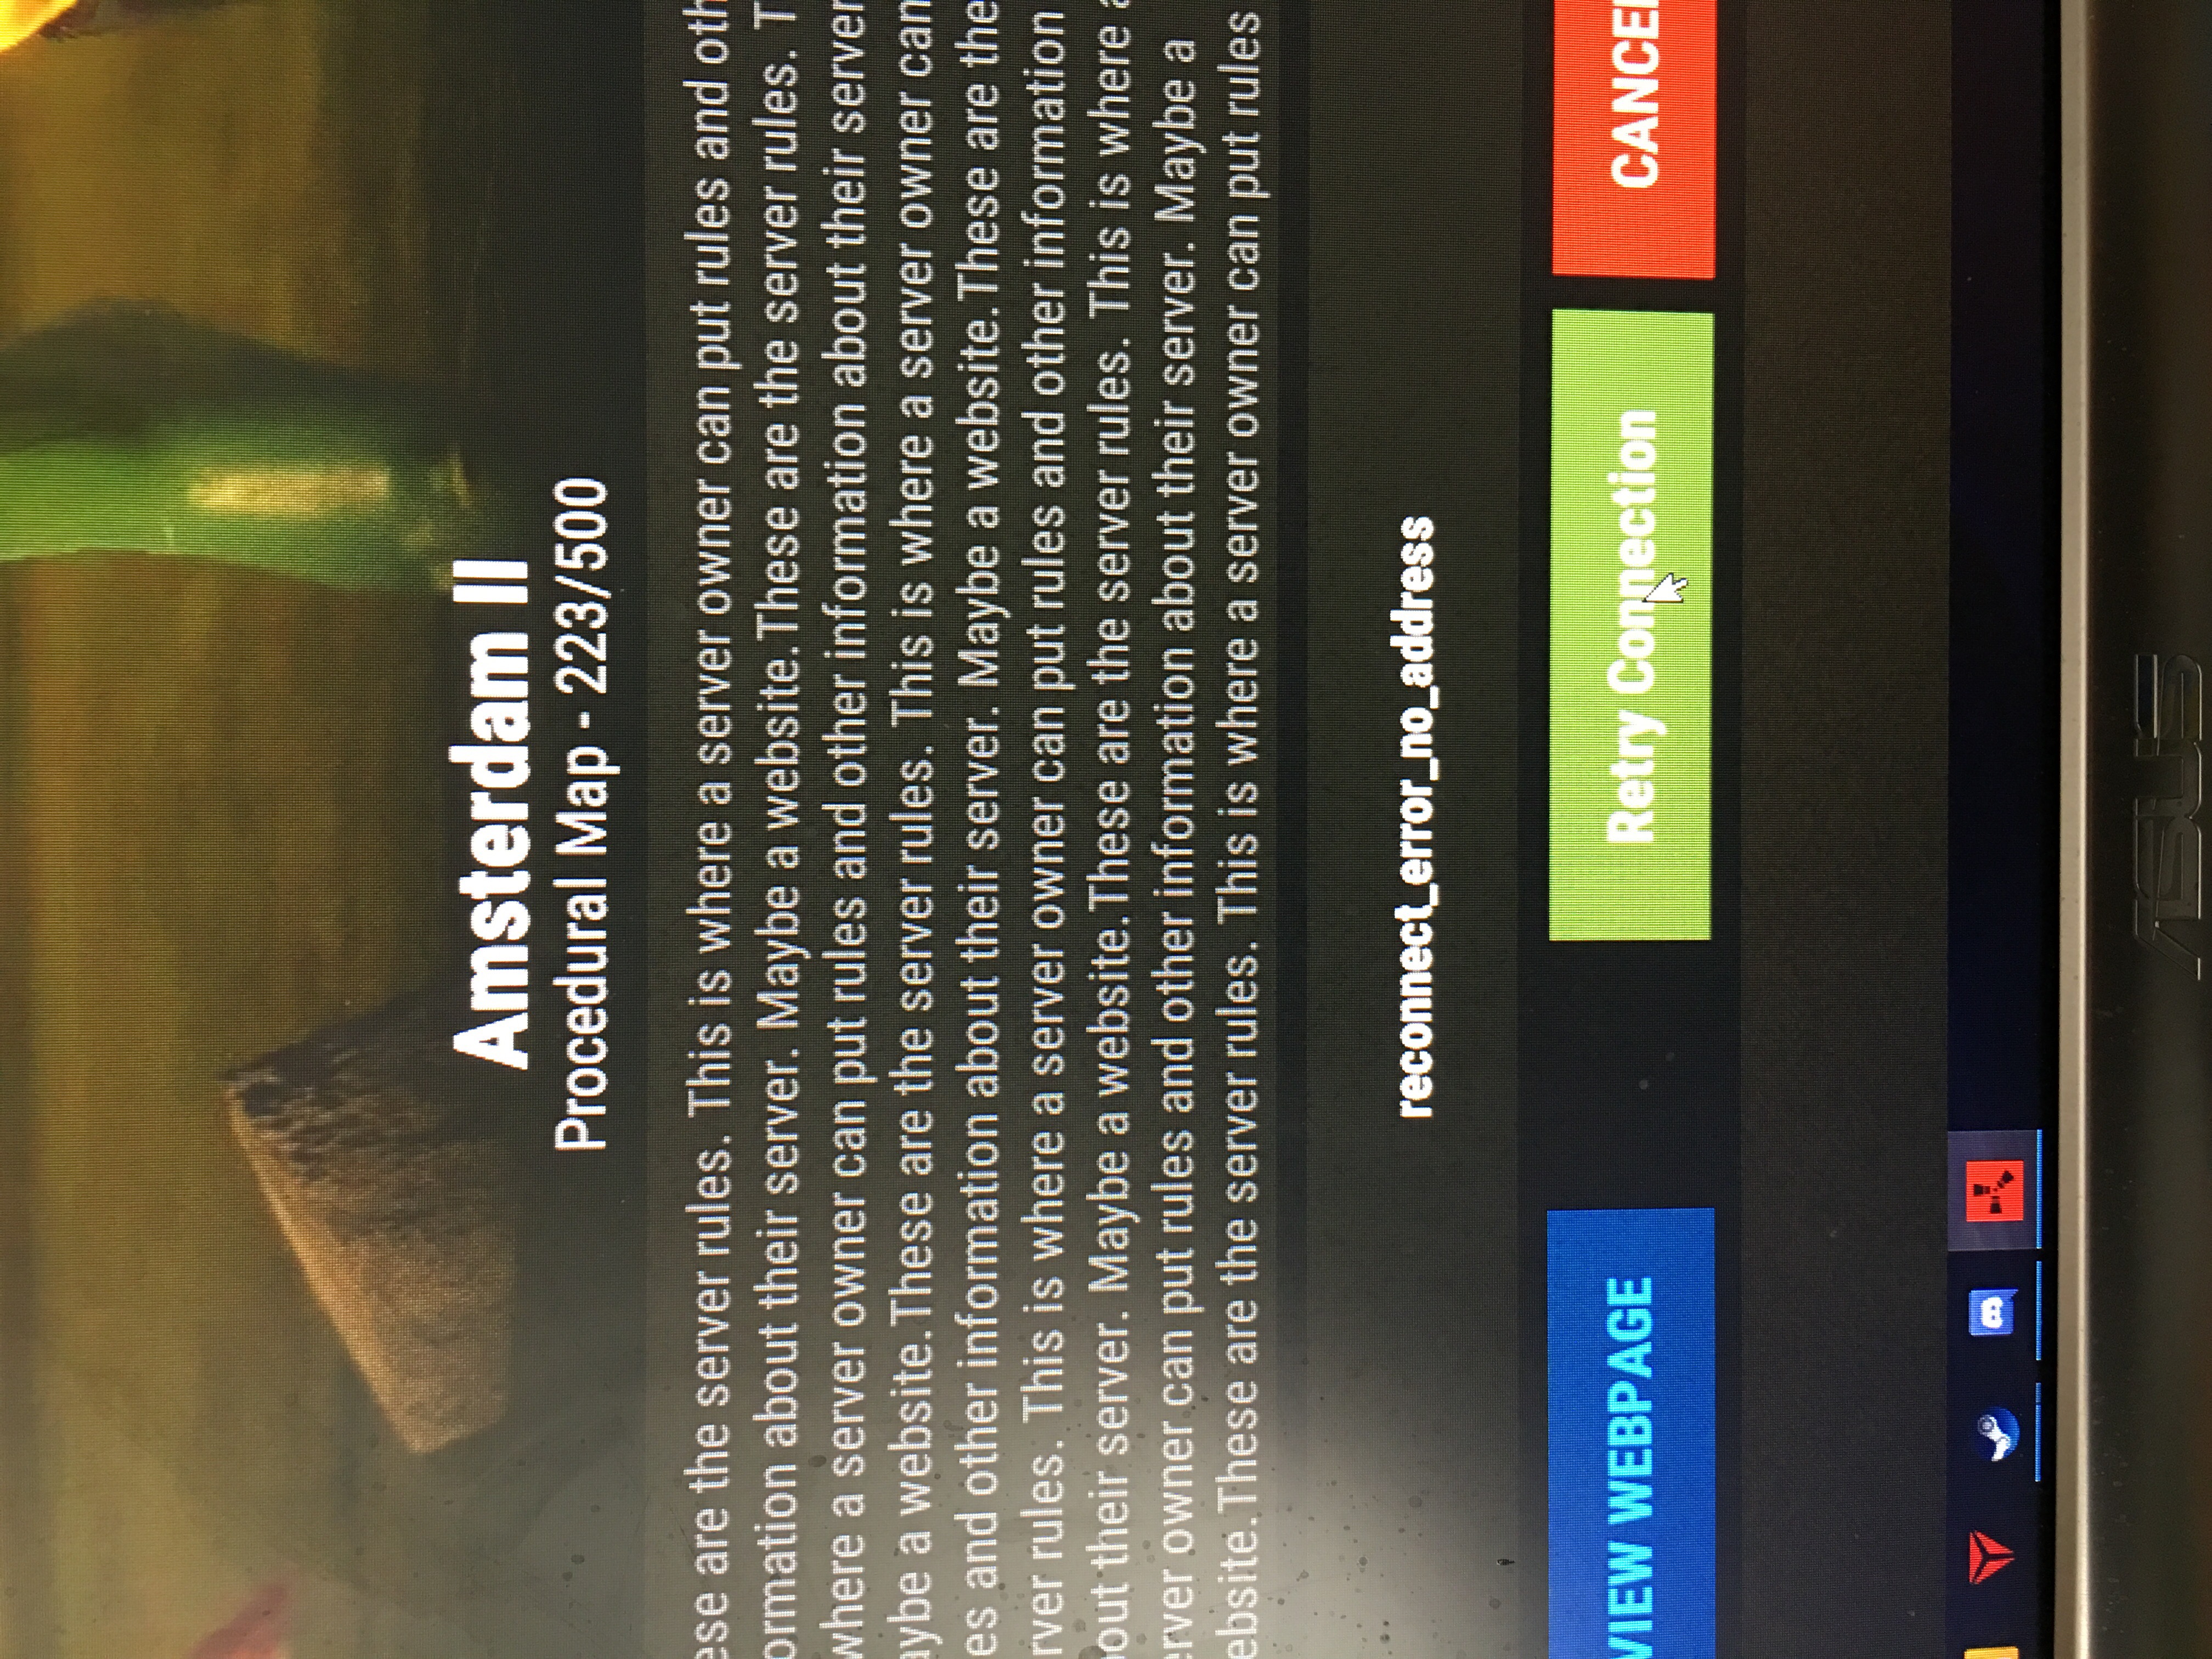 Amsterdam II
Procedural Map - 223/500
ese are the server rules. This is where a server owner can put rules and oth
ormation about their server. Maybe a website.These are the server rules. T
where a server owner can put rules and other information about their server
aybe a website.These are the server rules. This is where a server owner can
es and other information about their server. Maybe a website.These are the
rver rules. This is where a server owner can put rules and other information
out their server. Maybe a website.These are the server rules. This is where a
erver owner can put rules and other information about their server. Maybe a
ebsite.These are the server rules. This is where a server owner can put rules
reconnect_error_no_address
VIEW WEBPAGE
Retry Connection
CANCEL
ASUS